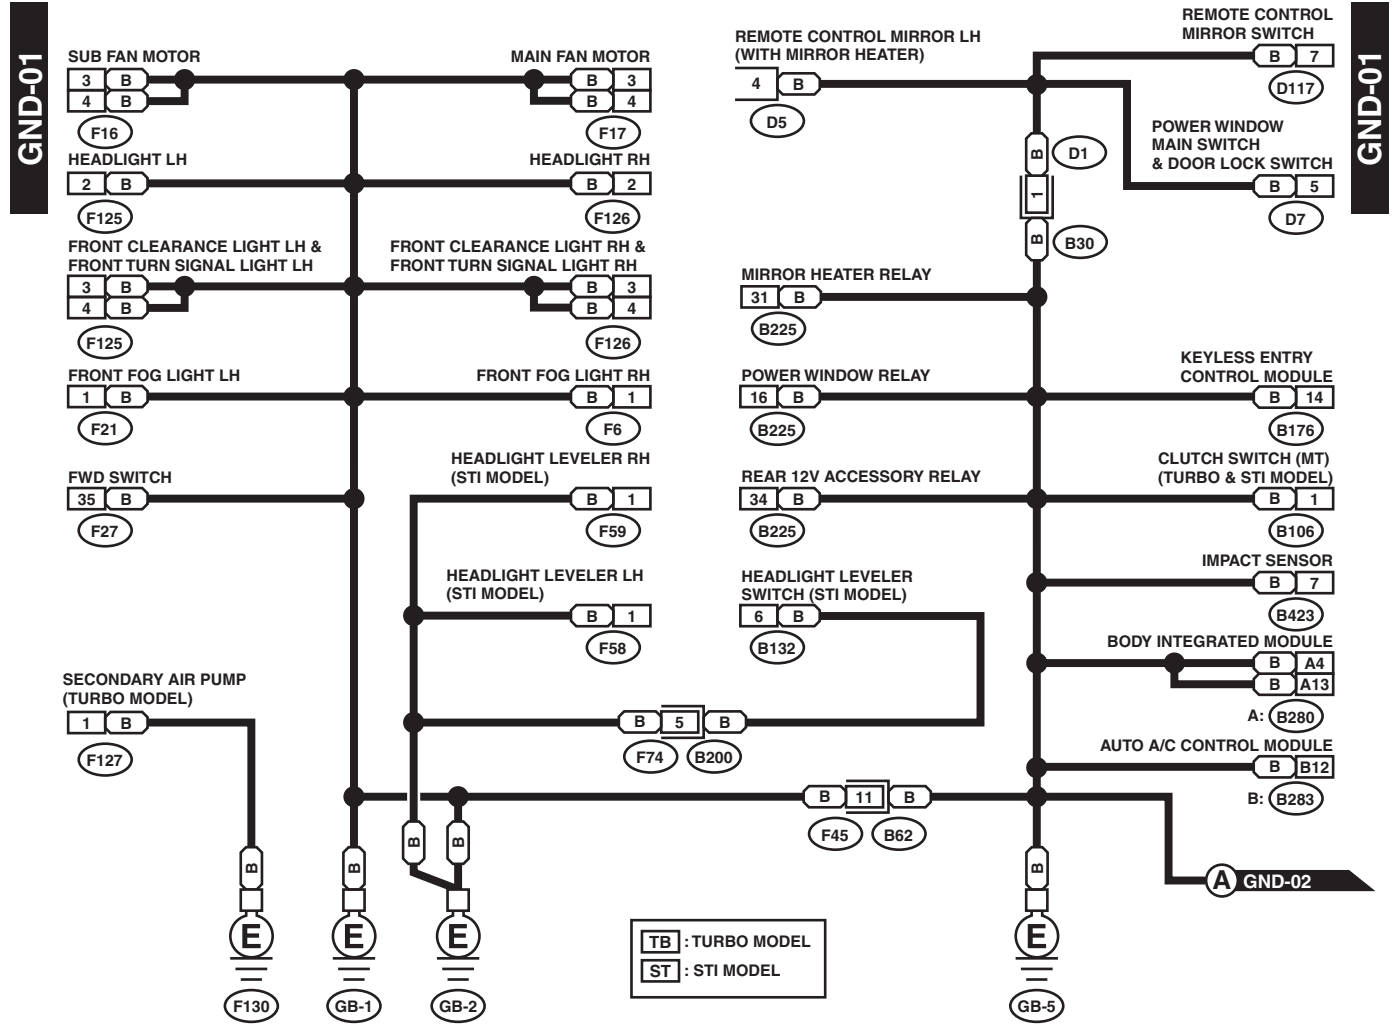 GND-01
GND-01
SUB FAN MOTOR
3 B
4 B
F16
MAIN FAN MOTOR
B 3
B 4
F17
HEADLIGHT LH
2 B
F125
HEADLIGHT RH
B 2
F126
FRONT CLEARANCE LIGHT LH &
FRONT TURN SIGNAL LIGHT LH
3 B
4 B
F125
FRONT CLEARANCE LIGHT RH &
FRONT TURN SIGNAL LIGHT RH
B 3
B 4
F126
FRONT FOG LIGHT LH
1 B
F21
FRONT FOG LIGHT RH
B 1
F6
FWD SWITCH
35 B
F27
HEADLIGHT LEVELER RH
(STI MODEL)
B 1
F59
HEADLIGHT LEVELER LH
(STI MODEL)
B 1
F58
SECONDARY AIR PUMP
(TURBO MODEL)
1 B
F127
REMOTE CONTROL MIRROR LH
(WITH MIRROR HEATER)
4 B
D5
REMOTE CONTROL
MIRROR SWITCH
B 7
D117
POWER WINDOW
MAIN SWITCH
& DOOR LOCK SWITCH
B 5
D7
B D1
1
B B30
MIRROR HEATER RELAY
31 B
B225
POWER WINDOW RELAY
16 B
B225
KEYLESS ENTRY
CONTROL MODULE
B 14
B176
REAR 12V ACCESSORY RELAY
34 B
B225
CLUTCH SWITCH (MT)
(TURBO & STI MODEL)
B 1
B106
HEADLIGHT LEVELER
SWITCH (STI MODEL)
6 B
B132
IMPACT SENSOR
B 7
B423
BODY INTEGRATED MODULE
B A4
B A13
A: B280
B 5 B
F74 B200
AUTO A/C CONTROL MODULE
B B12
B: B283
B 11 B
F45 B62
B B B B B
A GND-02
E E E E
F130 GB-1 GB-2 GB-5
TB : TURBO MODEL
ST : STI MODEL